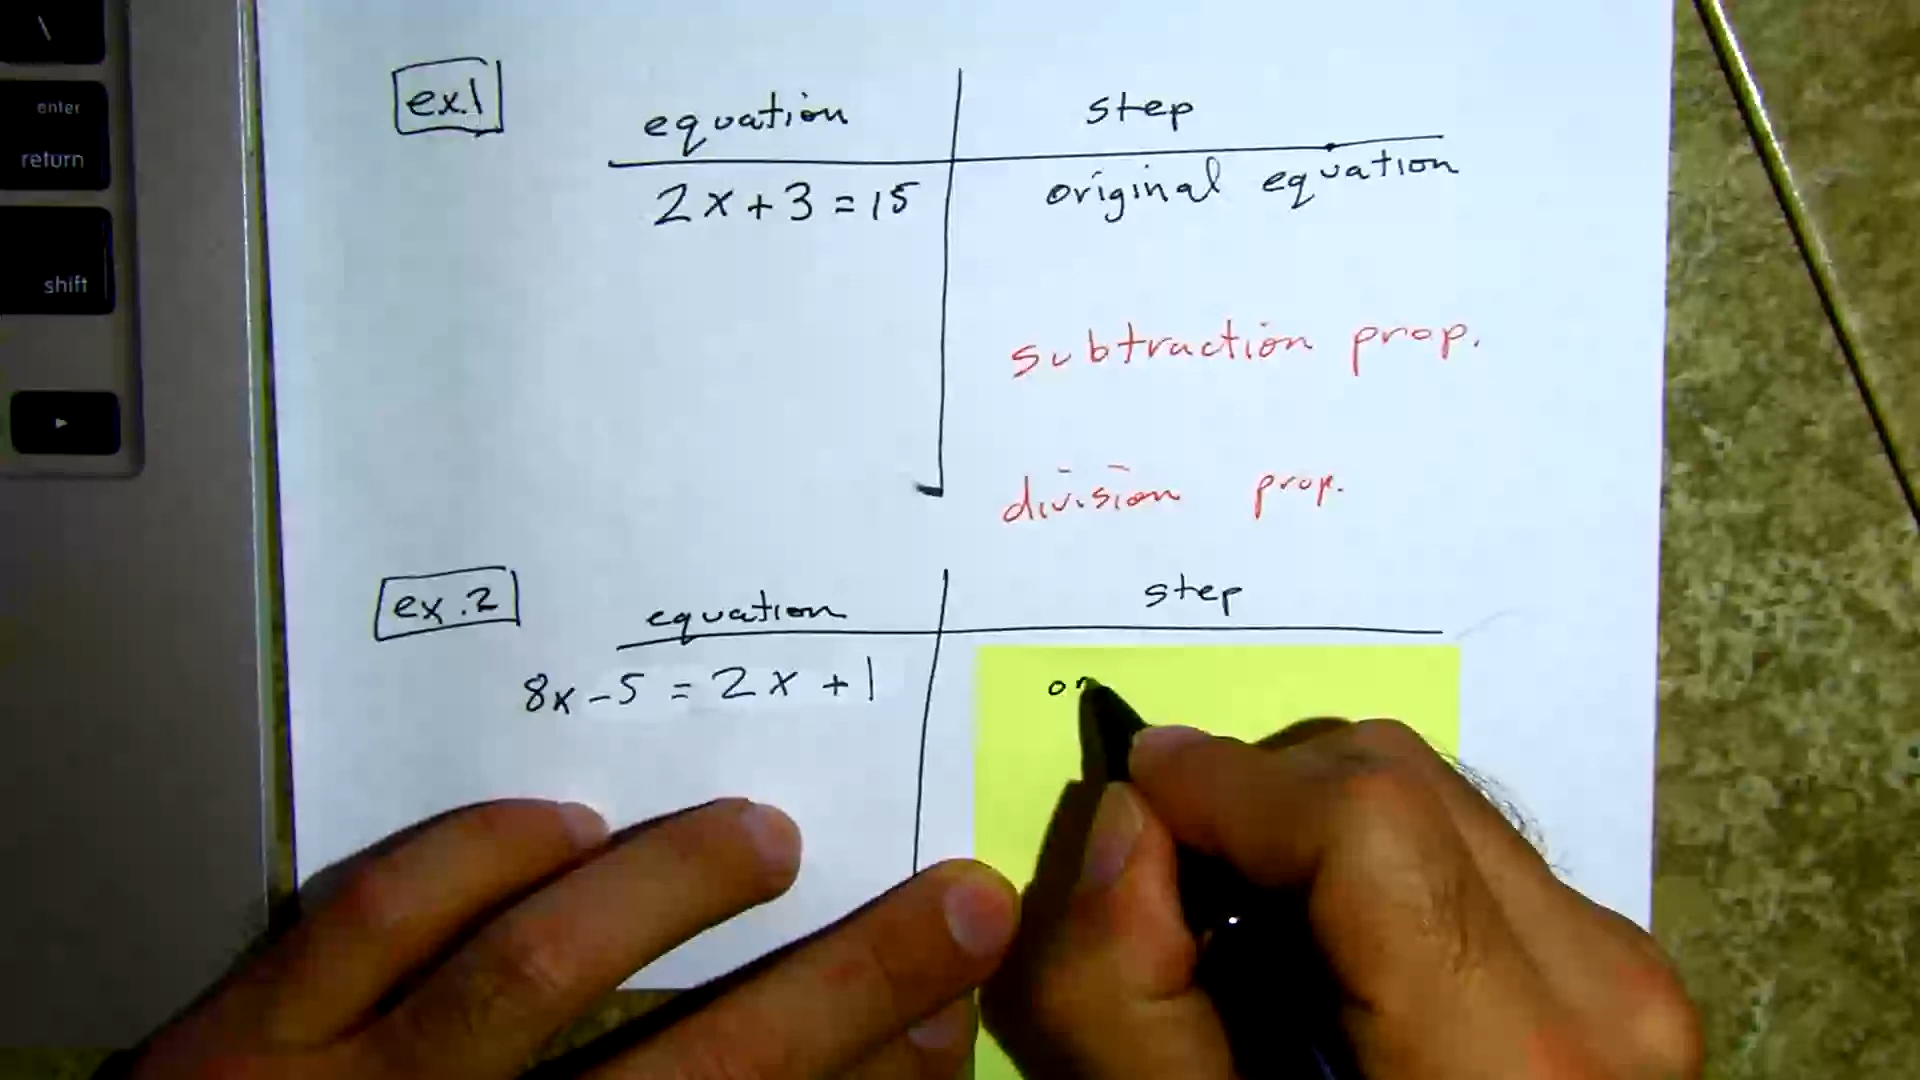 \
enter
return
shift
ex.1
equation step
2x+3=15 original equation
subtraction prop.
division prop.
ex.2
equation step
8x-5=2x+1 or